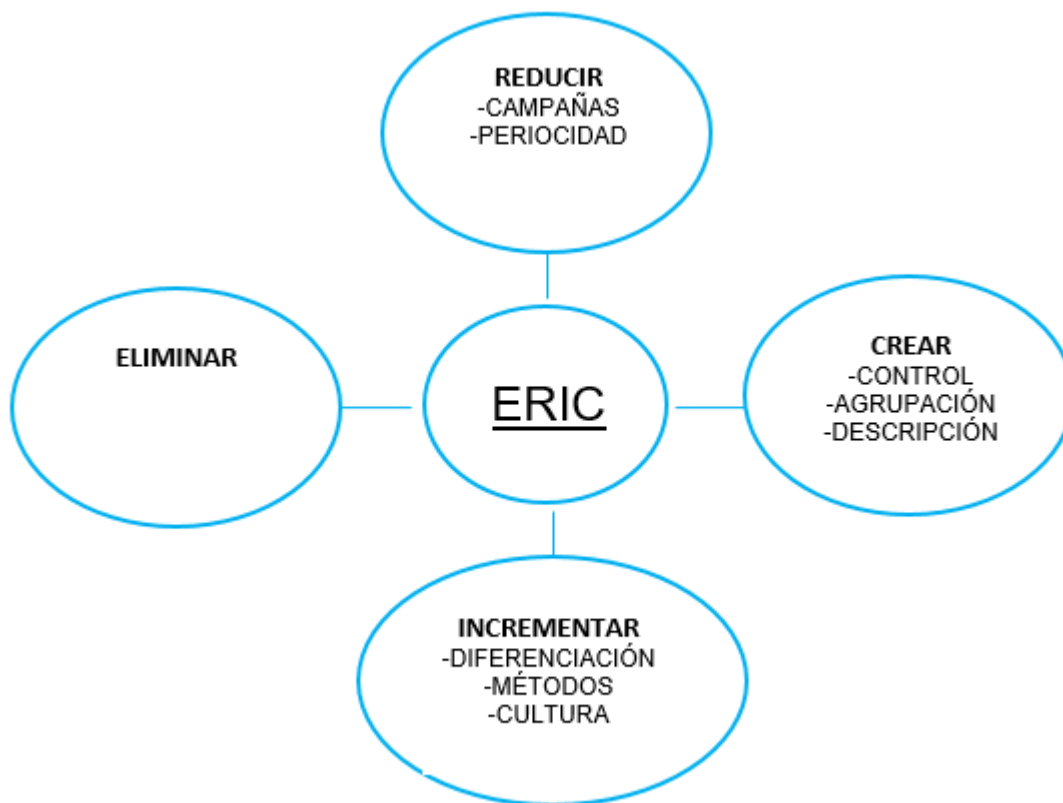 REDUCIR
-CAMPAÑAS
-PERIOCIDAD
ELIMINAR
ERIC
CREAR
-CONTROL
-AGRUPACIÓN
-DESCRIPCIÓN
INCREMENTAR
-DIFERENCIACIÓN
-MÉTODOS
-CULTURA